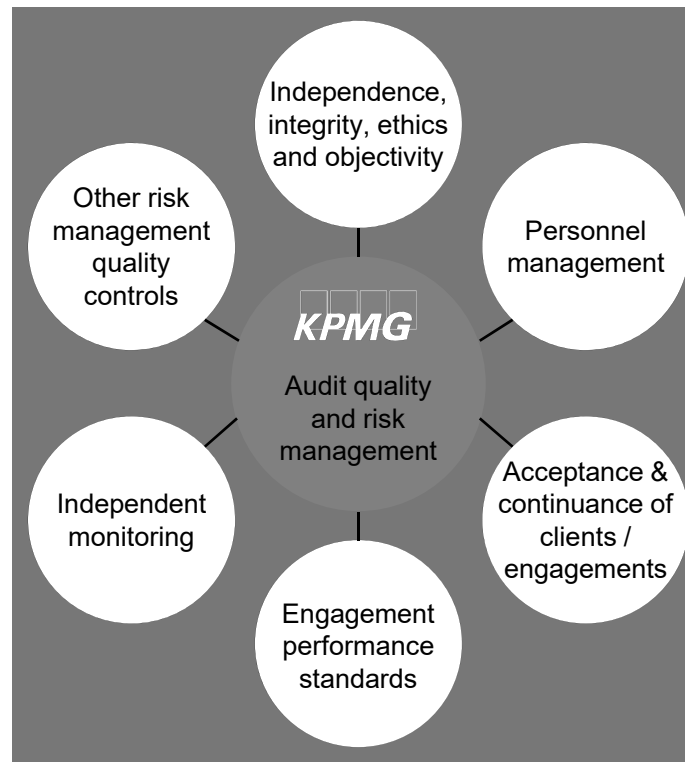 Independence,
integrity, ethics
and objectivity
Other risk
management
quality
controls
Personnel
management
KPMG
Audit quality
and risk
management
Independent
monitoring
Acceptance &
continuance of
clients /
engagements
Engagement
performance
standards